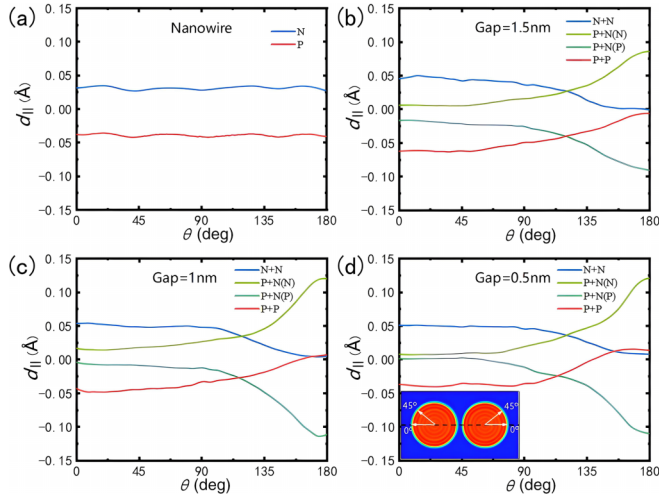 (a)
Nanowire
N
P
d|| (Å)
0.15
0.10
0.05
0.00
−0.05
−0.10
−0.15
0 45 90 135 180
θ (deg)
(b)
Gap=1.5nm
N+N
P+N(N)
P+N(P)
P+P
d|| (Å)
0.15
0.10
0.05
0.00
−0.05
−0.10
−0.15
0 45 90 135 180
θ (deg)
(c)
Gap=1nm
N+N
P+N(N)
P+N(P)
P+P
d|| (Å)
0.15
0.10
0.05
0.00
−0.05
−0.10
−0.15
0 45 90 135 180
θ (deg)
(d)
Gap=0.5nm
N+N
P+N(N)
P+N(P)
P+P
d|| (Å)
0.15
0.10
0.05
0.00
−0.05
−0.10
−0.15
45° 45°
0° 0°
0 45 90 135 180
θ (deg)